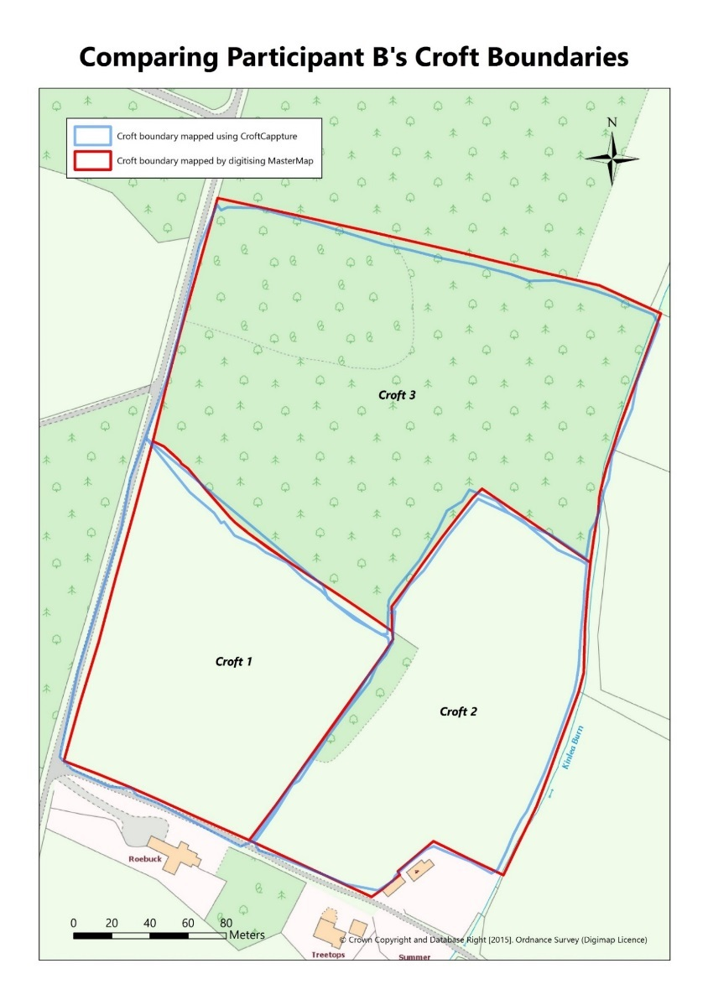 Comparing Participant B's Croft Boundaries
Croft boundary mapped using CroftCappture
Croft boundary mapped by digitising MasterMap
N
Croft 3
Croft 1
Croft 2
Kinlea Burn
4
Roebuck
0 20 40 60 80
Meters
© Crown Copyright and Database Right [2015]. Ordnance Survey (Digimap Licence)
Treetops
Summer